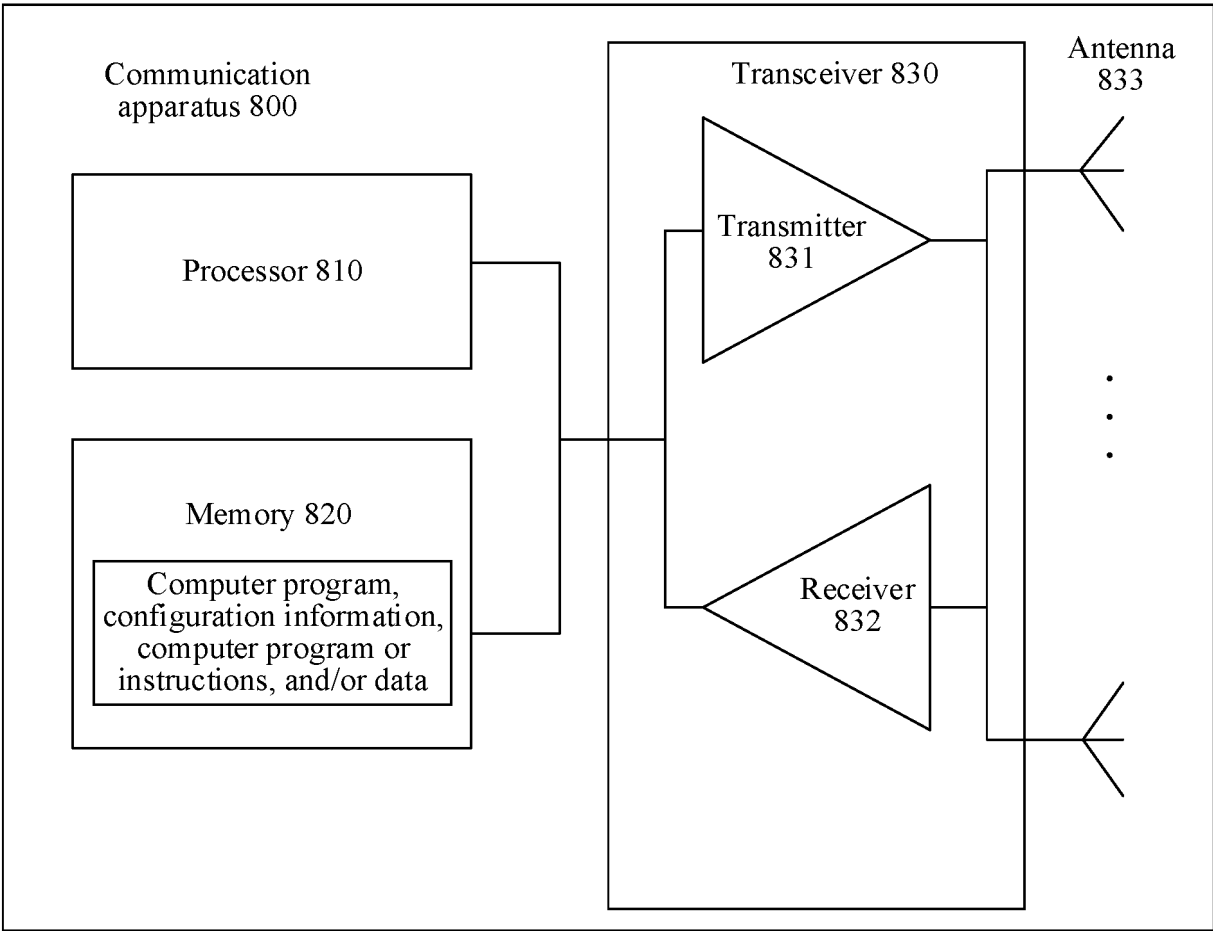 Communication
apparatus 800
Processor 810
Memory 820
Computer program,
configuration information,
computer program or
instructions, and/or data
Transceiver 830
Transmitter
831
Receiver
832
Antenna
833